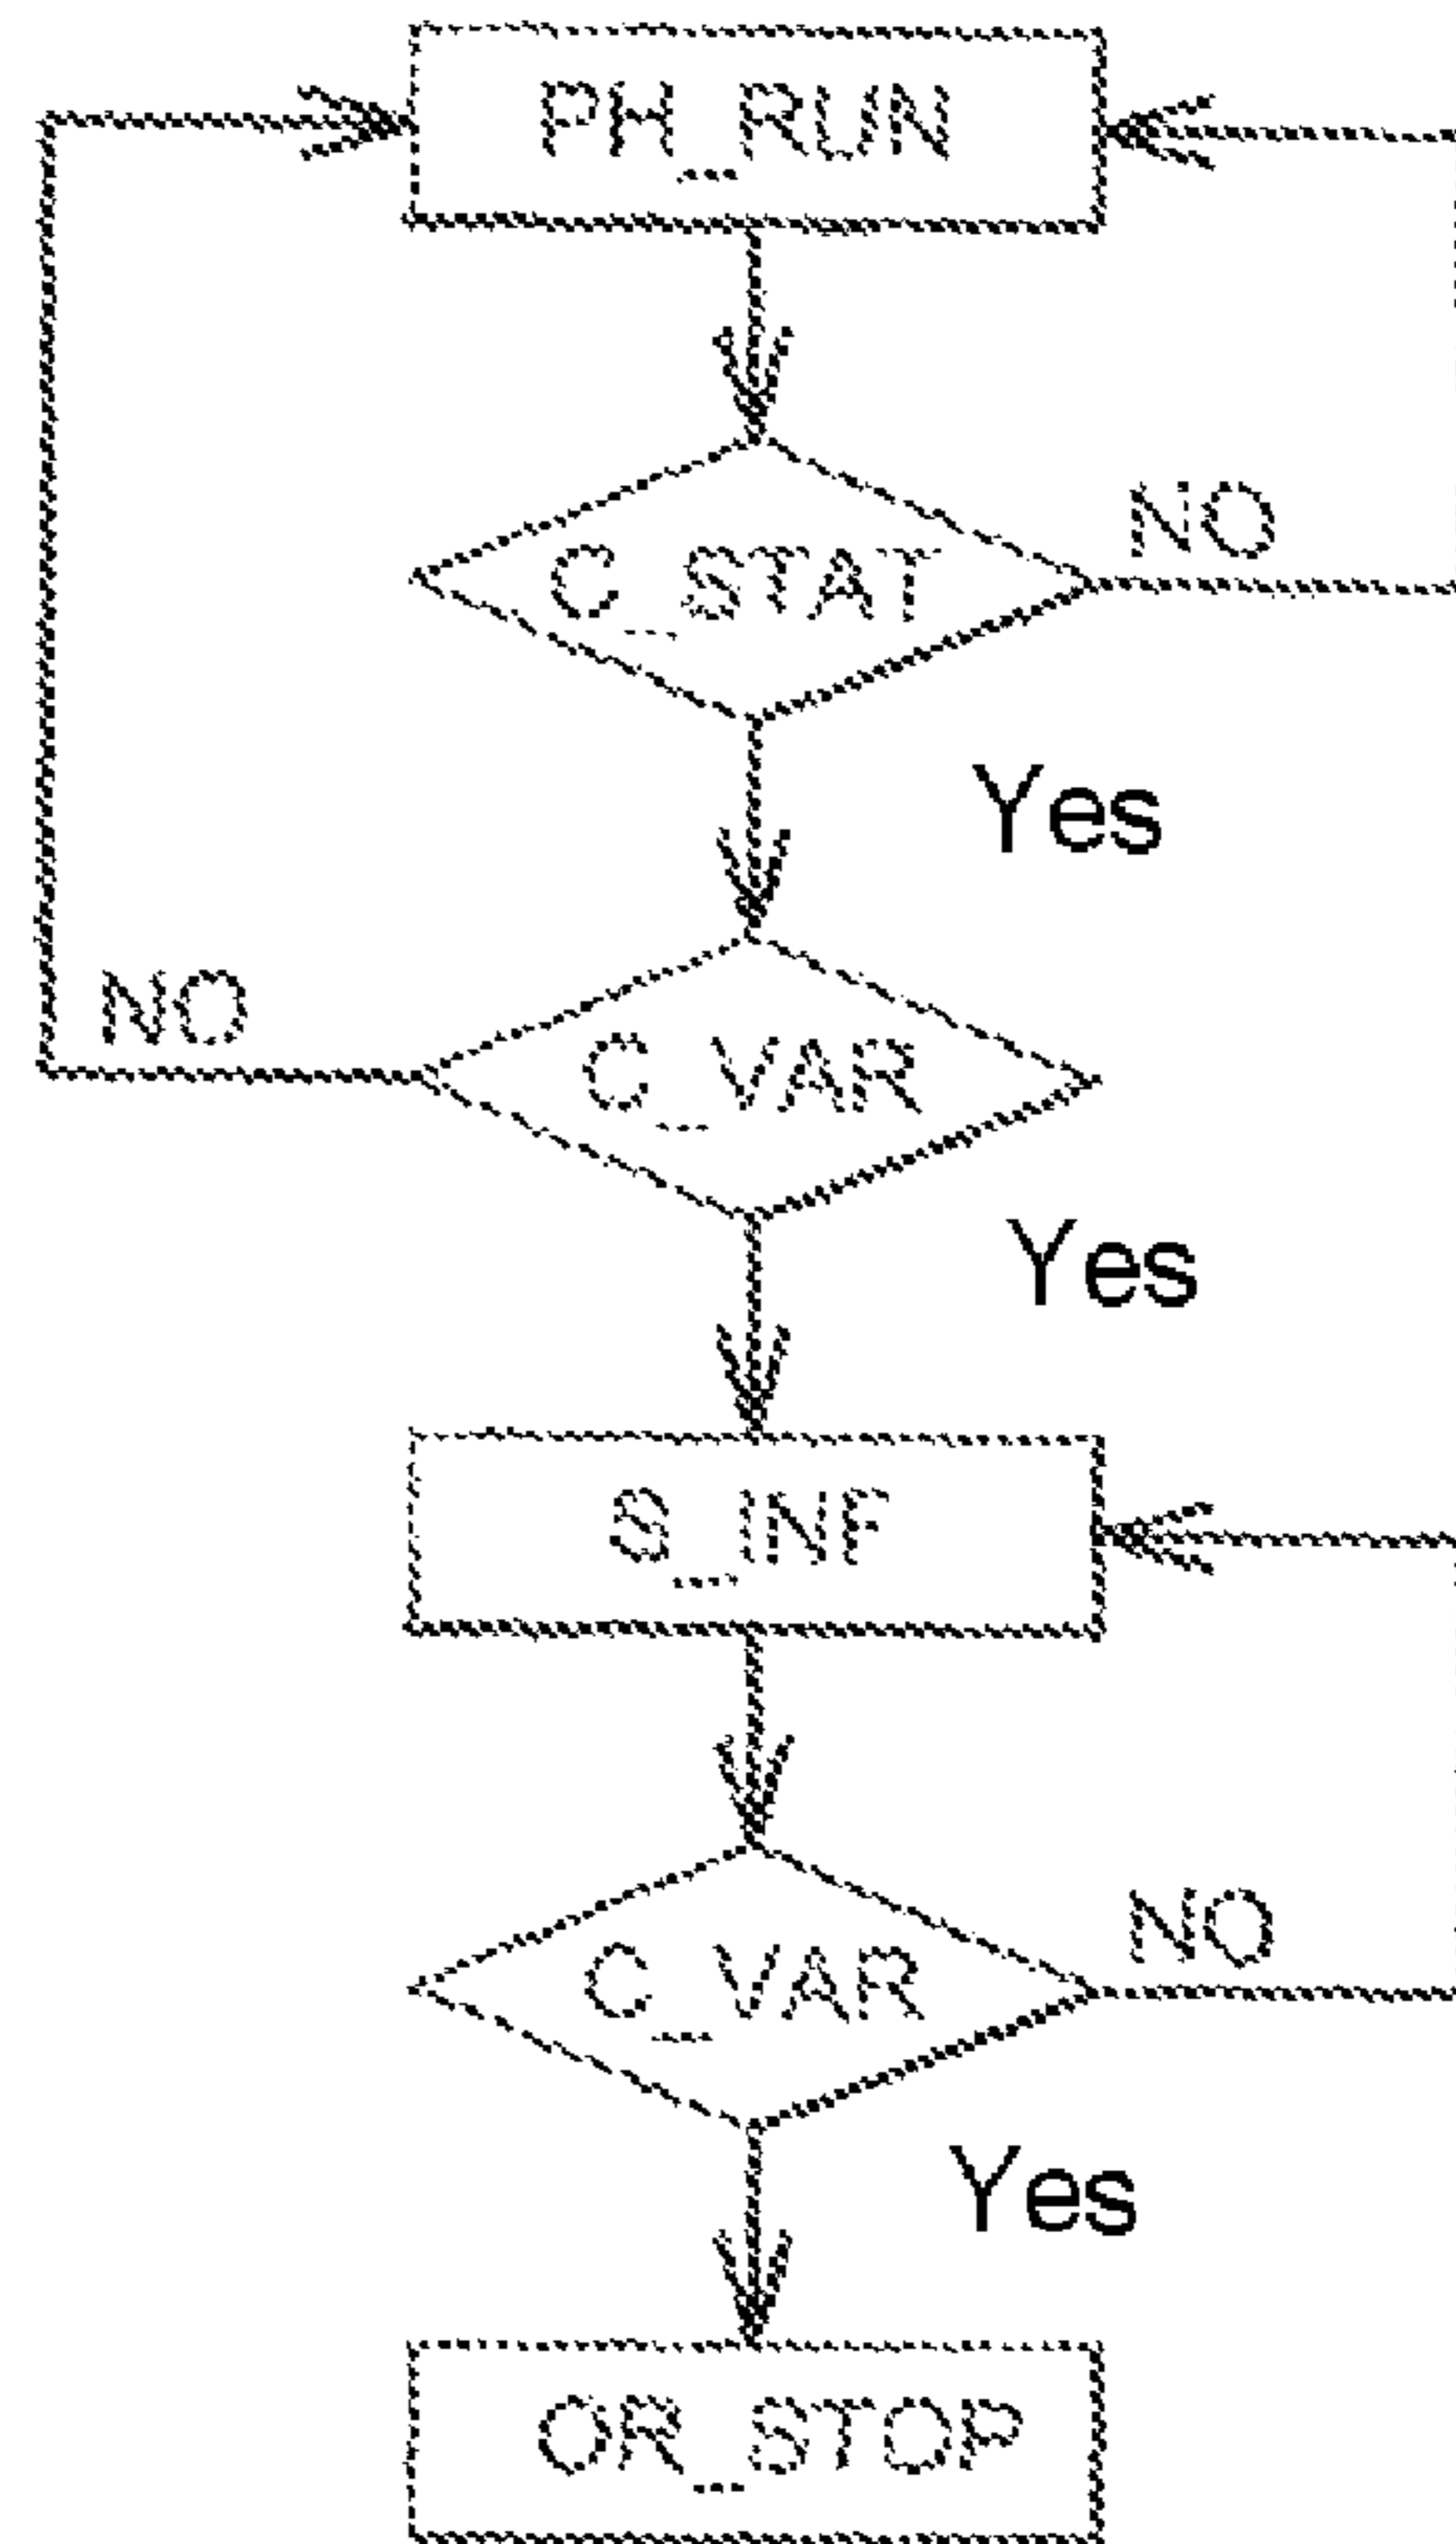 PH_RUN
C_STAT
NO
Yes
NO
C_VAR
Yes
S_INF
C_VAR
NO
Yes
OR_STOP